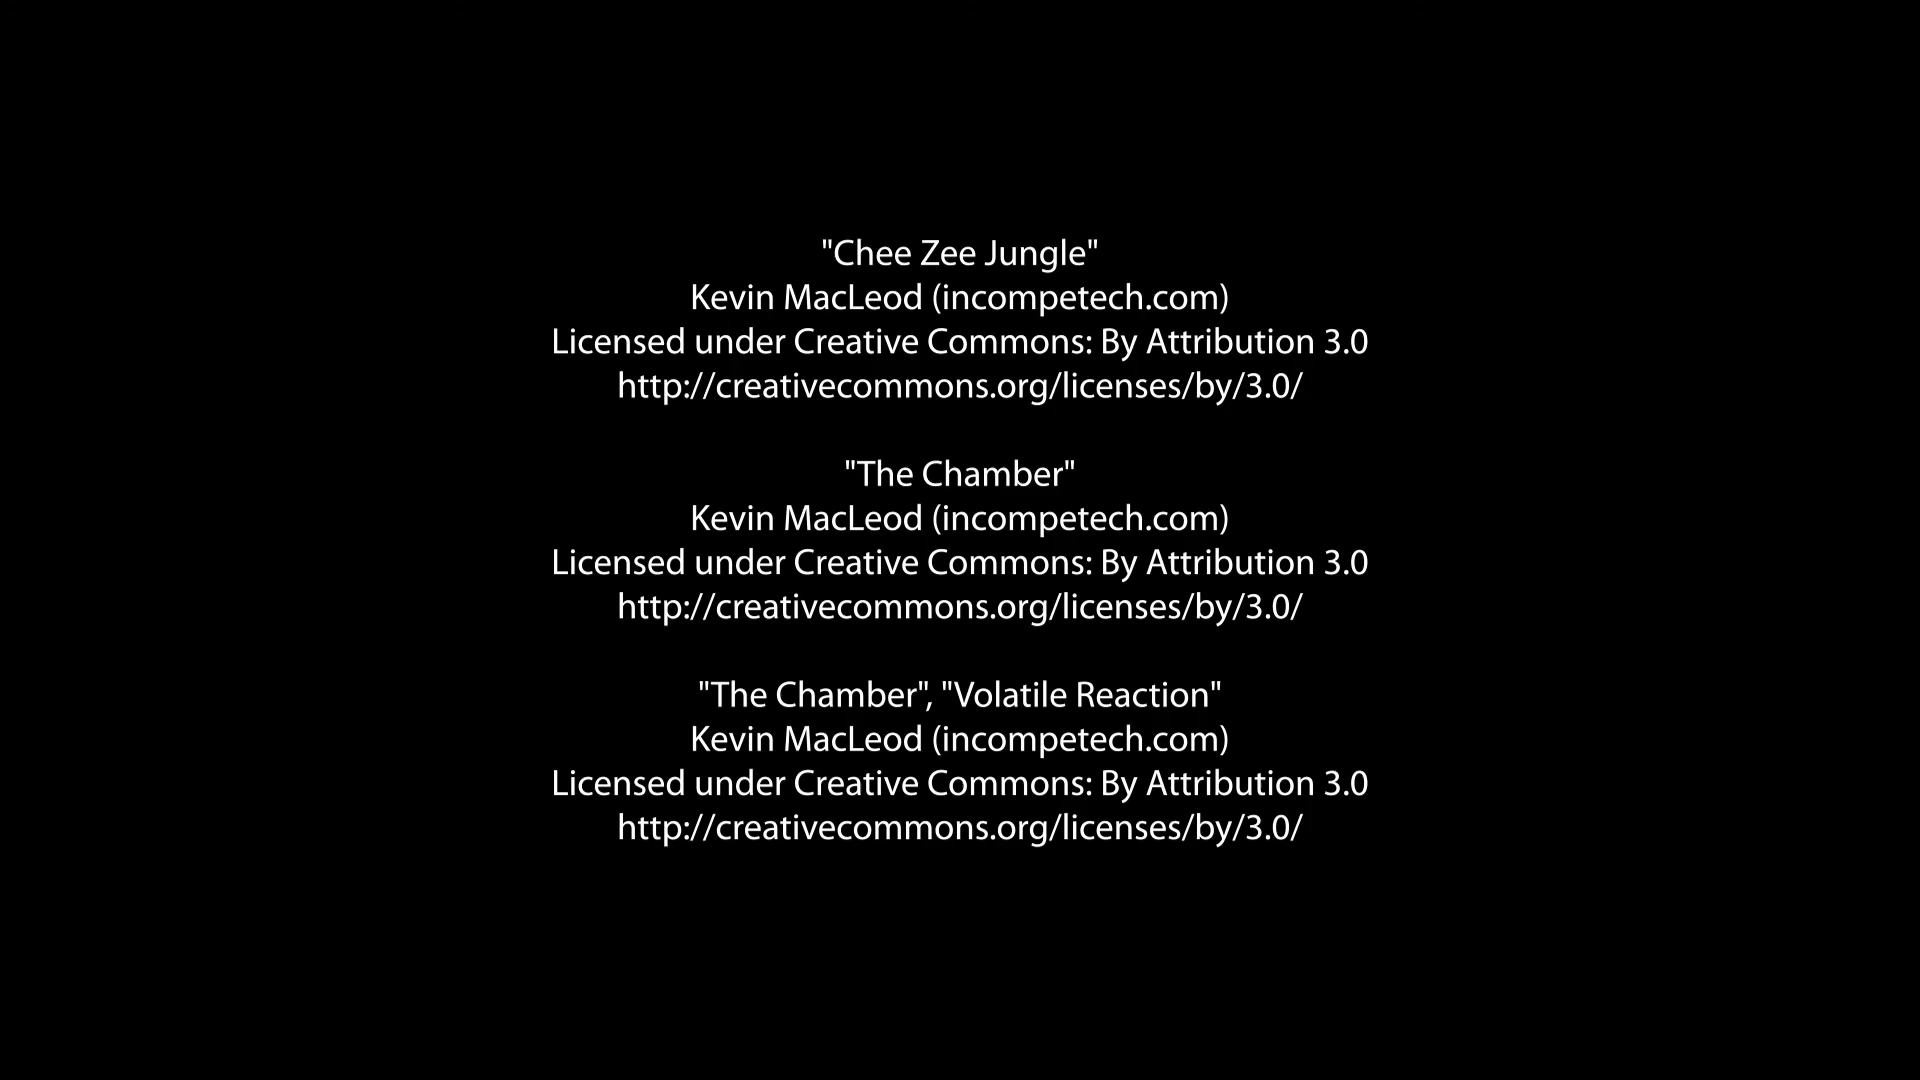 "Chee Zee Jungle"
Kevin MacLeod (incompetech.com)
Licensed under Creative Commons: By Attribution 3.0
http://creativecommons.org/licenses/by/3.0/
"The Chamber"
Kevin MacLeod (incompetech.com)
Licensed under Creative Commons: By Attribution 3.0
http://creativecommons.org/licenses/by/3.0/
"The Chamber", "Volatile Reaction"
Kevin MacLeod (incompetech.com)
Licensed under Creative Commons: By Attribution 3.0
http://creativecommons.org/licenses/by/3.0/